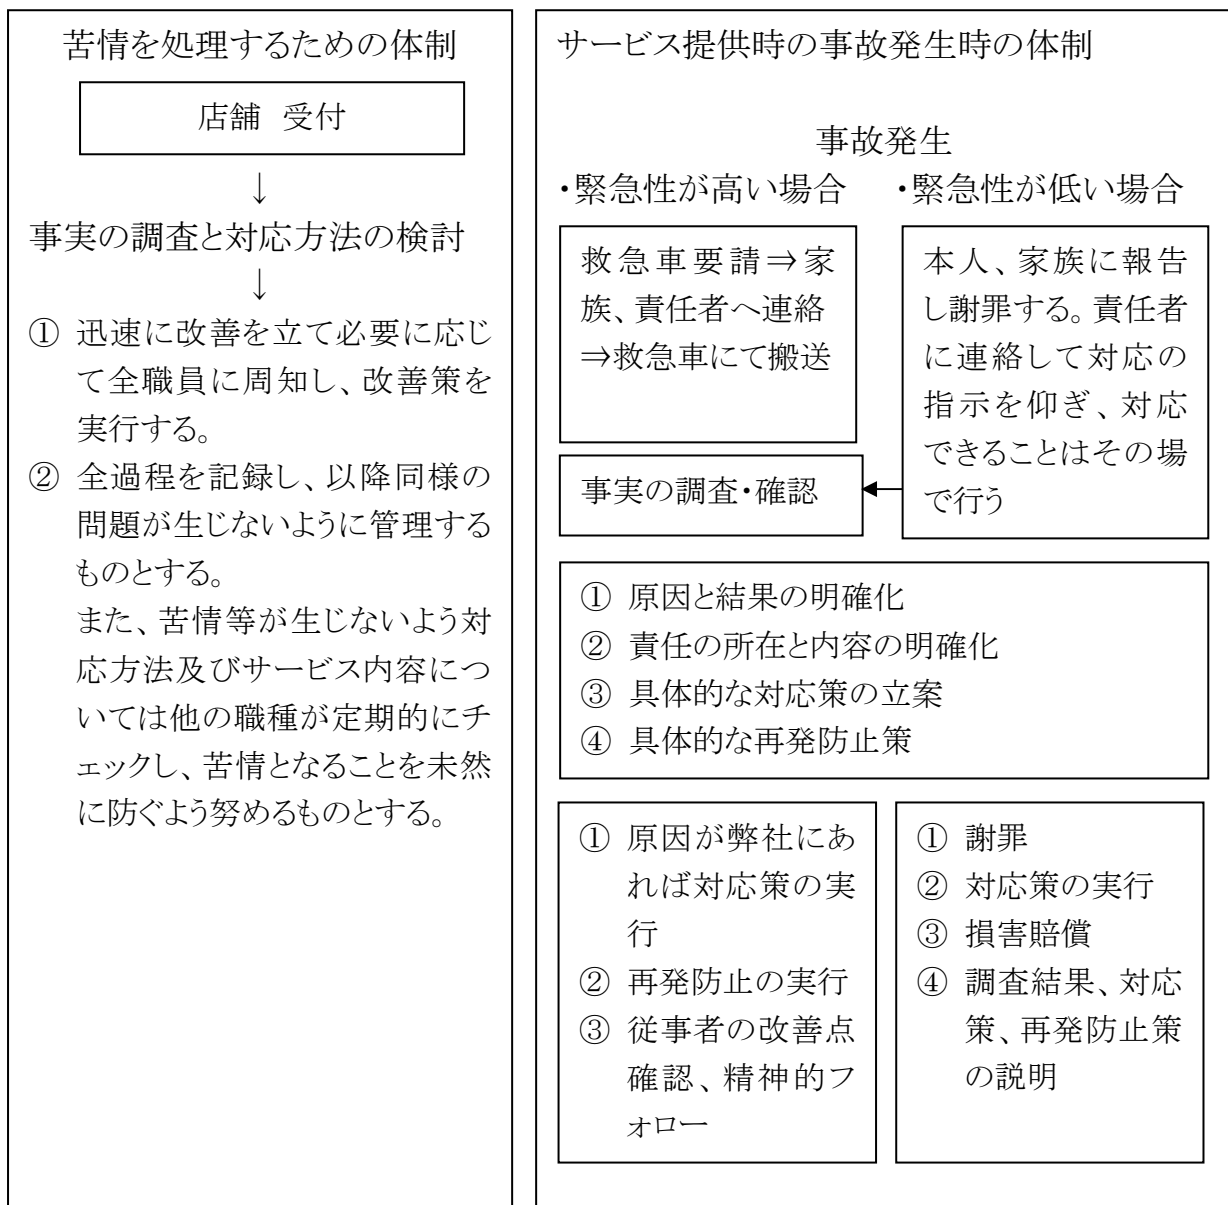 苦情を処理するための体制
店舗 受付
↓
事実の調査と対応方法の検討
↓
① 迅速に改善を立て必要に応じ
て全職員に周知し、改善策を
実行する。
② 全過程を記録し、以降同様の
問題が生じないように管理する
ものとする。
また、苦情等が生じないよう対
応方法及びサービス内容につ
いては他の職種が定期的にチ
ェックし、苦情となることを未然
に防ぐよう努めるものとする。
サービス提供時の事故発生時の体制
事故発生
・緊急性が高い場合
救急車要請⇒家
族、責任者へ連絡
⇒救急車にて搬送
・緊急性が低い場合
本人、家族に報告
し謝罪する。責任者
に連絡して対応の
指示を仰ぎ、対応
できることはその場
で行う
事実の調査・確認
① 原因と結果の明確化
② 責任の所在と内容の明確化
③ 具体的な対応策の立案
④ 具体的な再発防止策
① 原因が弊社にあ
れば対応策の実
行
② 再発防止の実行
③ 従事者の改善点
確認、精神的フ
ォロー
① 謝罪
② 対応策の実行
③ 損害賠償
④ 調査結果、対応
策、再発防止策
の説明